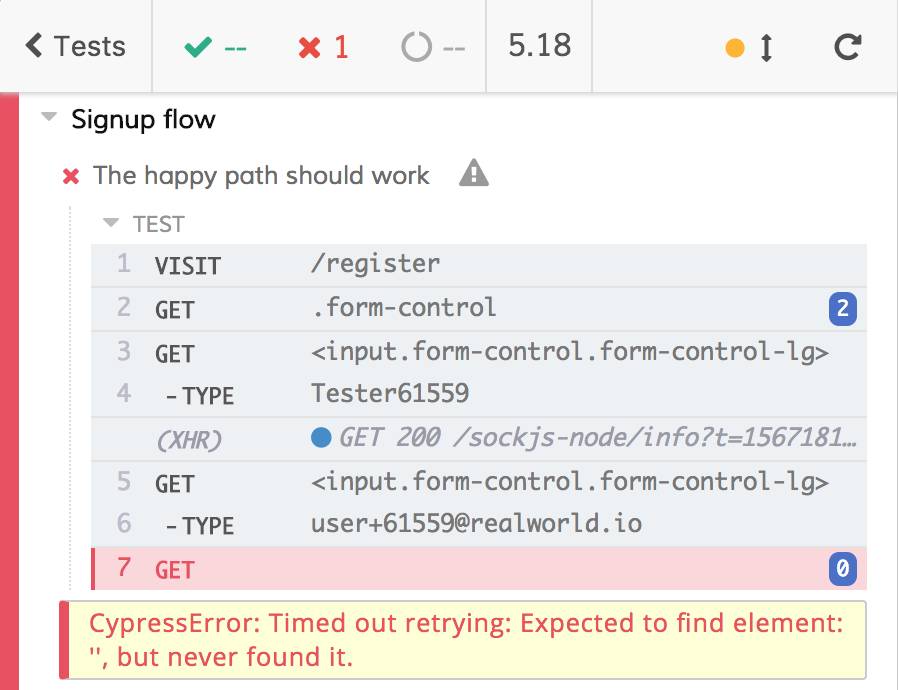 Tests -- 1 -- 5.18
Signup flow
The happy path should work
TEST
1 VISIT /register
2 GET .form-control 2
3 GET <input.form-control.form-control-lg>
4 -TYPE Tester61559
(XHR) GET 200 /sockjs-node/info?t=1567181…
5 GET <input.form-control.form-control-lg>
6 -TYPE user+61559@realworld.io
7 GET 0
CypressError: Timed out retrying: Expected to find element:
'', but never found it.